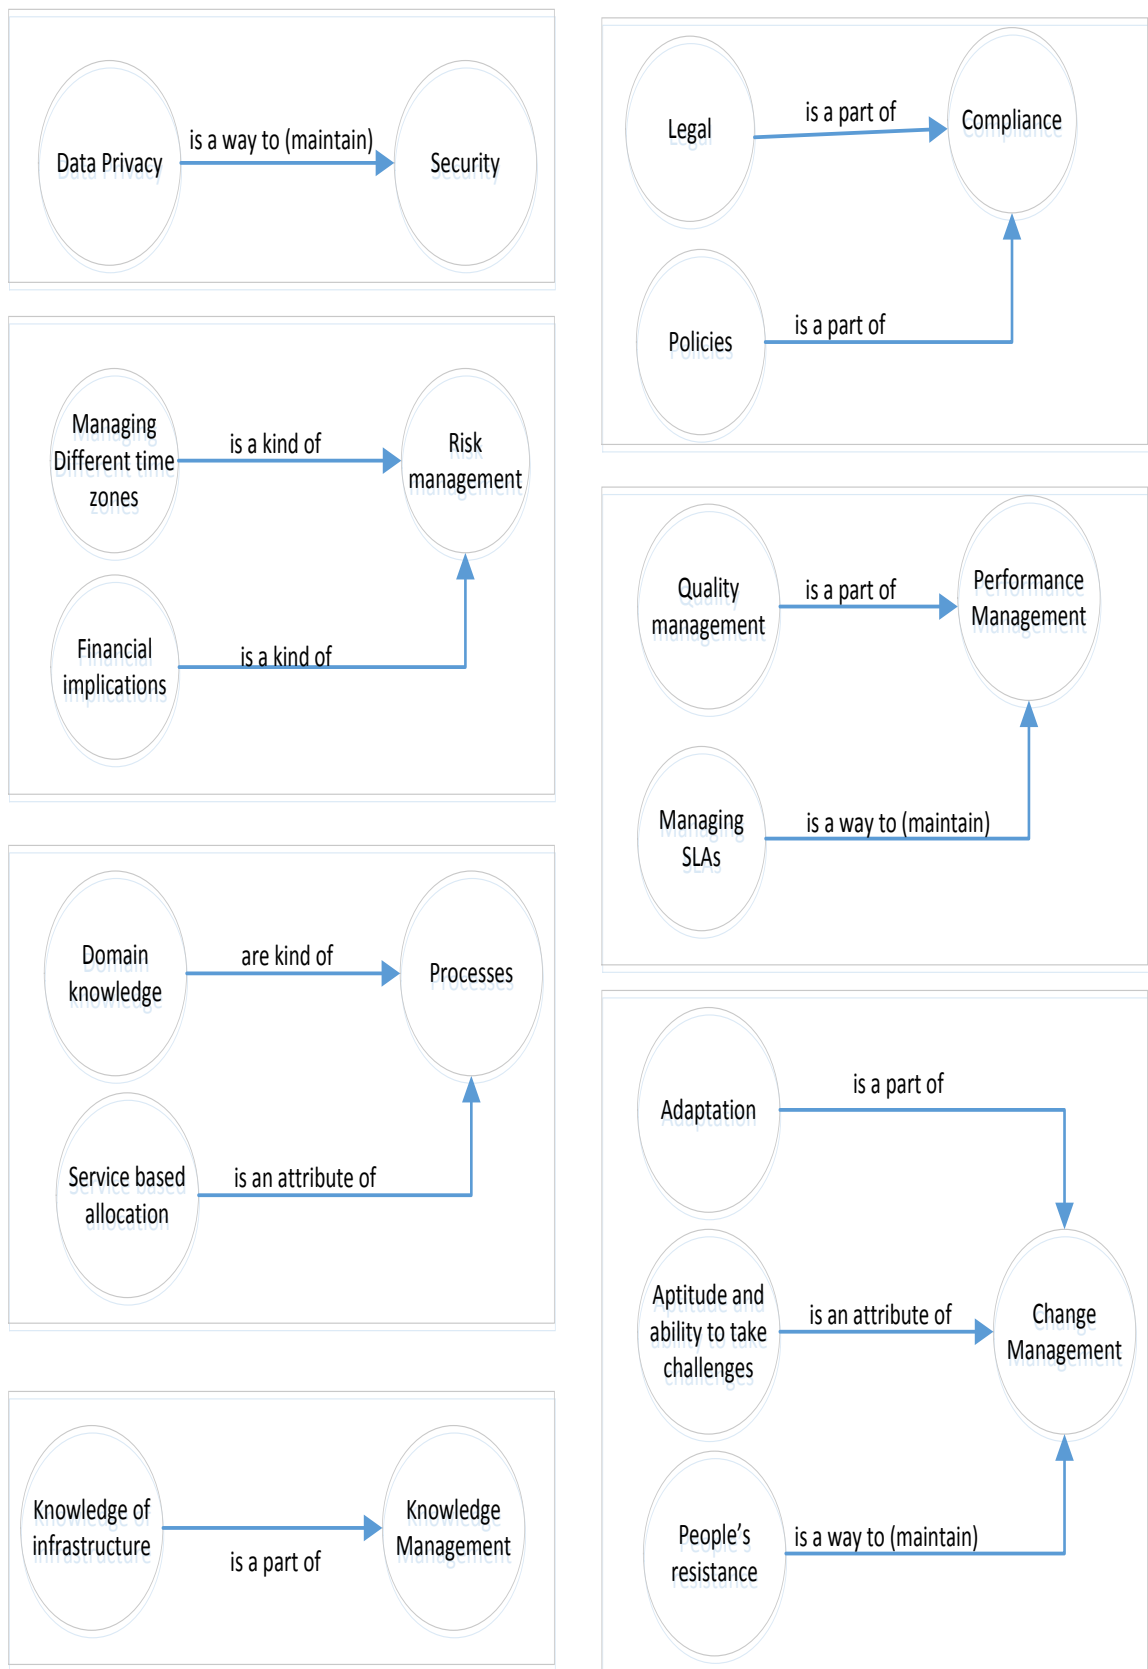 Data Privacy
is a way to (maintain)
Security
Managing
Different time
zones
is a kind of
Risk
management
Financial
implications
is a kind of
Domain
knowledge
are kind of
Processes
Service based
allocation
is an attribute of
Knowledge of
infrastructure
is a part of
Knowledge
Management
Legal
is a part of
Compliance
Policies
is a part of
Quality
management
is a part of
Performance
Management
Managing
SLAs
is a way to (maintain)
Adaptation
is a part of
Aptitude and
ability to take
challenges
is an attribute of
Change
Management
People's
resistance
is a way to (maintain)